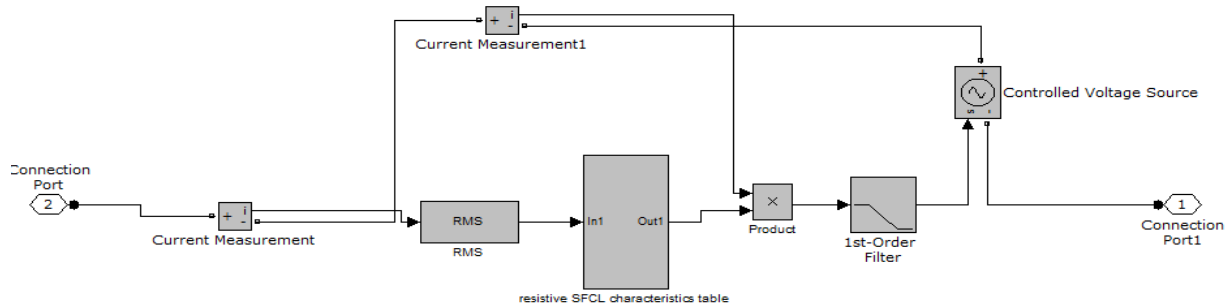 i
+
-
Current Measurement1
+
s
-
Controlled Voltage Source
Connection
Port
2
i
+
-
Current Measurement
RMS
RMS
In1
Out1
resistive SFCL characteristics table
×
Product
1st-Order
Filter
1
Connection
Port1